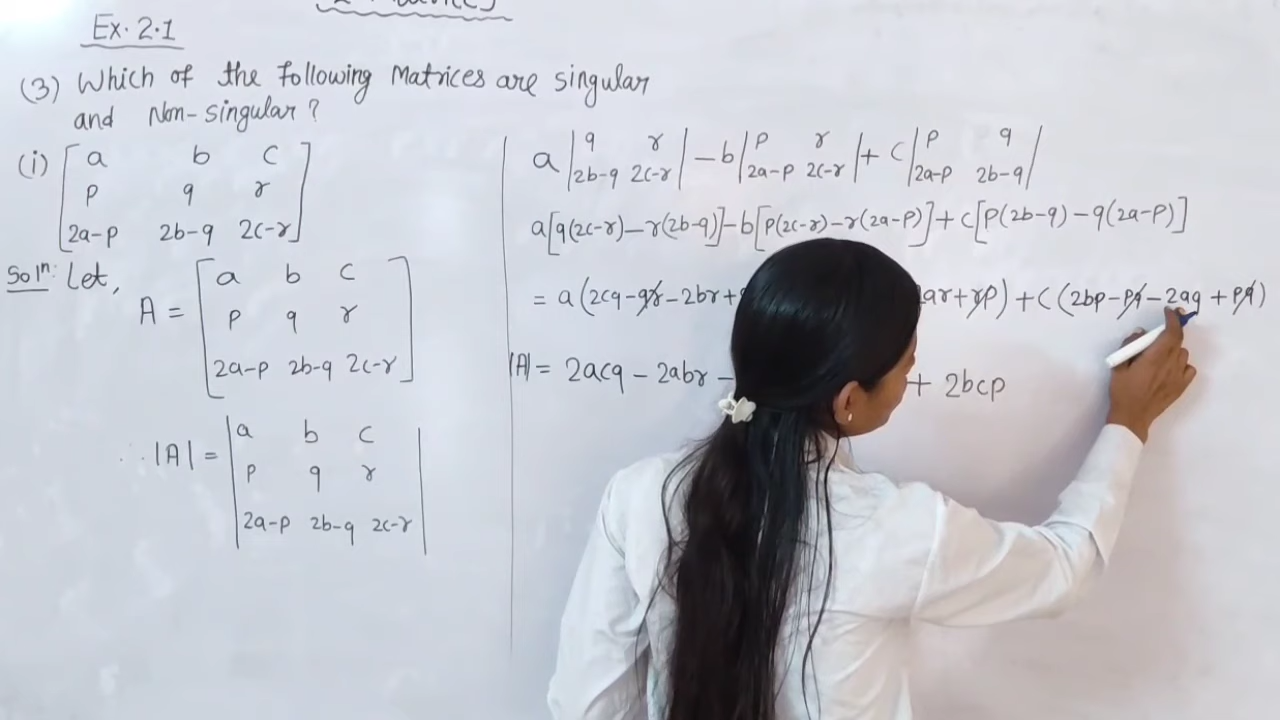 Ex. 2.1
(3) Which of the following Matrices are singular
and Non-singular?
(i) [ a b c ]
p q r
2a-p 2b-q 2c-r
Solⁿ: Let,
A = [ a b c ]
p q r
2a-p 2b-q 2c-r
∴ |A| = | a b c |
p q r
2a-p 2b-q 2c-r
a | q r | - b | p r | + c | p q |
2b-q 2c-r 2a-p 2c-r 2a-p 2b-q
a[q(2c-r)-r(2b-q)]-b[p(2c-r)-r(2a-p)]+c[p(2b-q)-q(2a-p)]
= a(2cq-qr-2br+ ar+rp)+c(2bp-pq-2aq+pq)
|A| = 2acq - 2abr - + 2bcp